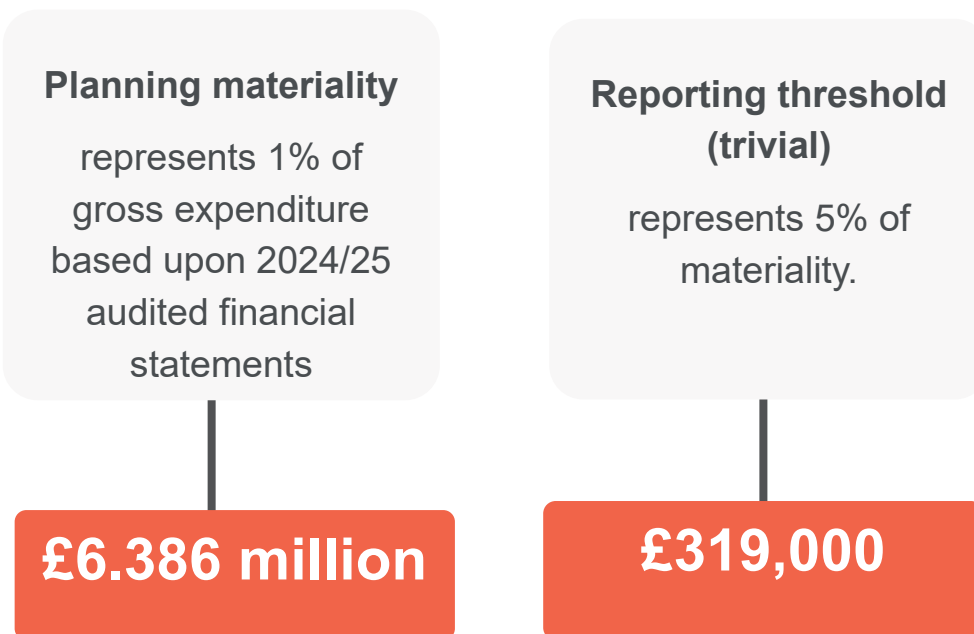 Planning materiality
represents 1% of
gross expenditure
based upon 2024/25
audited financial
statements
£6.386 million
Reporting threshold
(trivial)
represents 5% of
materiality.
£319,000